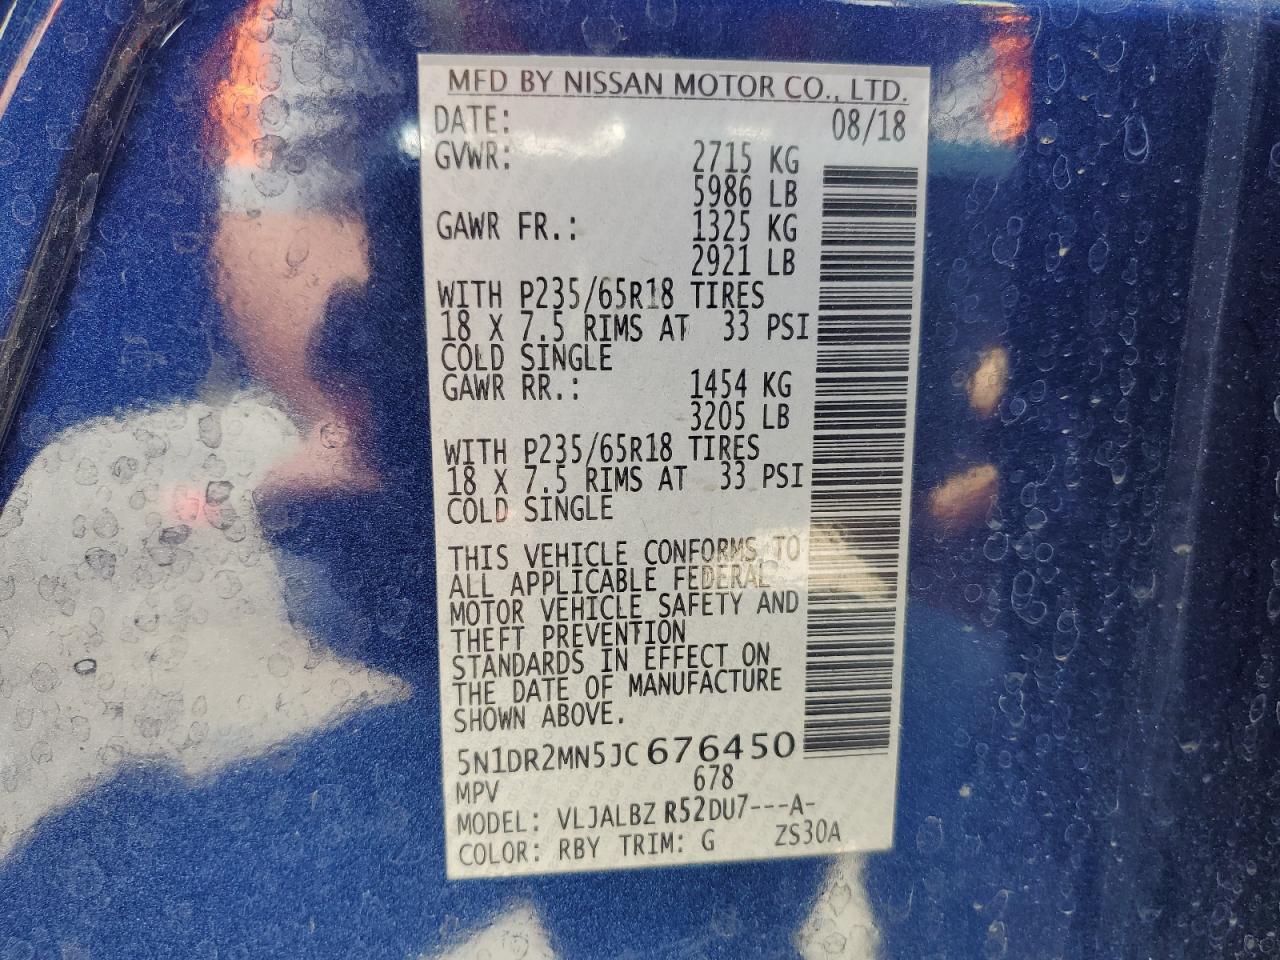 MFD BY NISSAN MOTOR CO., LTD.
DATE: 08/18
GVWR: 2715 KG
5986 LB
GAWR FR.: 1325 KG
2921 LB
WITH P235/65R18 TIRES
18 X 7.5 RIMS AT 33 PSI
COLD SINGLE
GAWR RR.: 1454 KG
3205 LB
WITH P235/65R18 TIRES
18 X 7.5 RIMS AT 33 PSI
COLD SINGLE
THIS VEHICLE CONFORMS TO
ALL APPLICABLE FEDERAL
MOTOR VEHICLE SAFETY AND
THEFT PREVENTION
STANDARDS IN EFFECT ON
THE DATE OF MANUFACTURE
SHOWN ABOVE.
5N1DR2MN5JC676450
MPV 678
MODEL: VLJALBZ R52DU7---A-
COLOR: RBY TRIM: G ZS30A